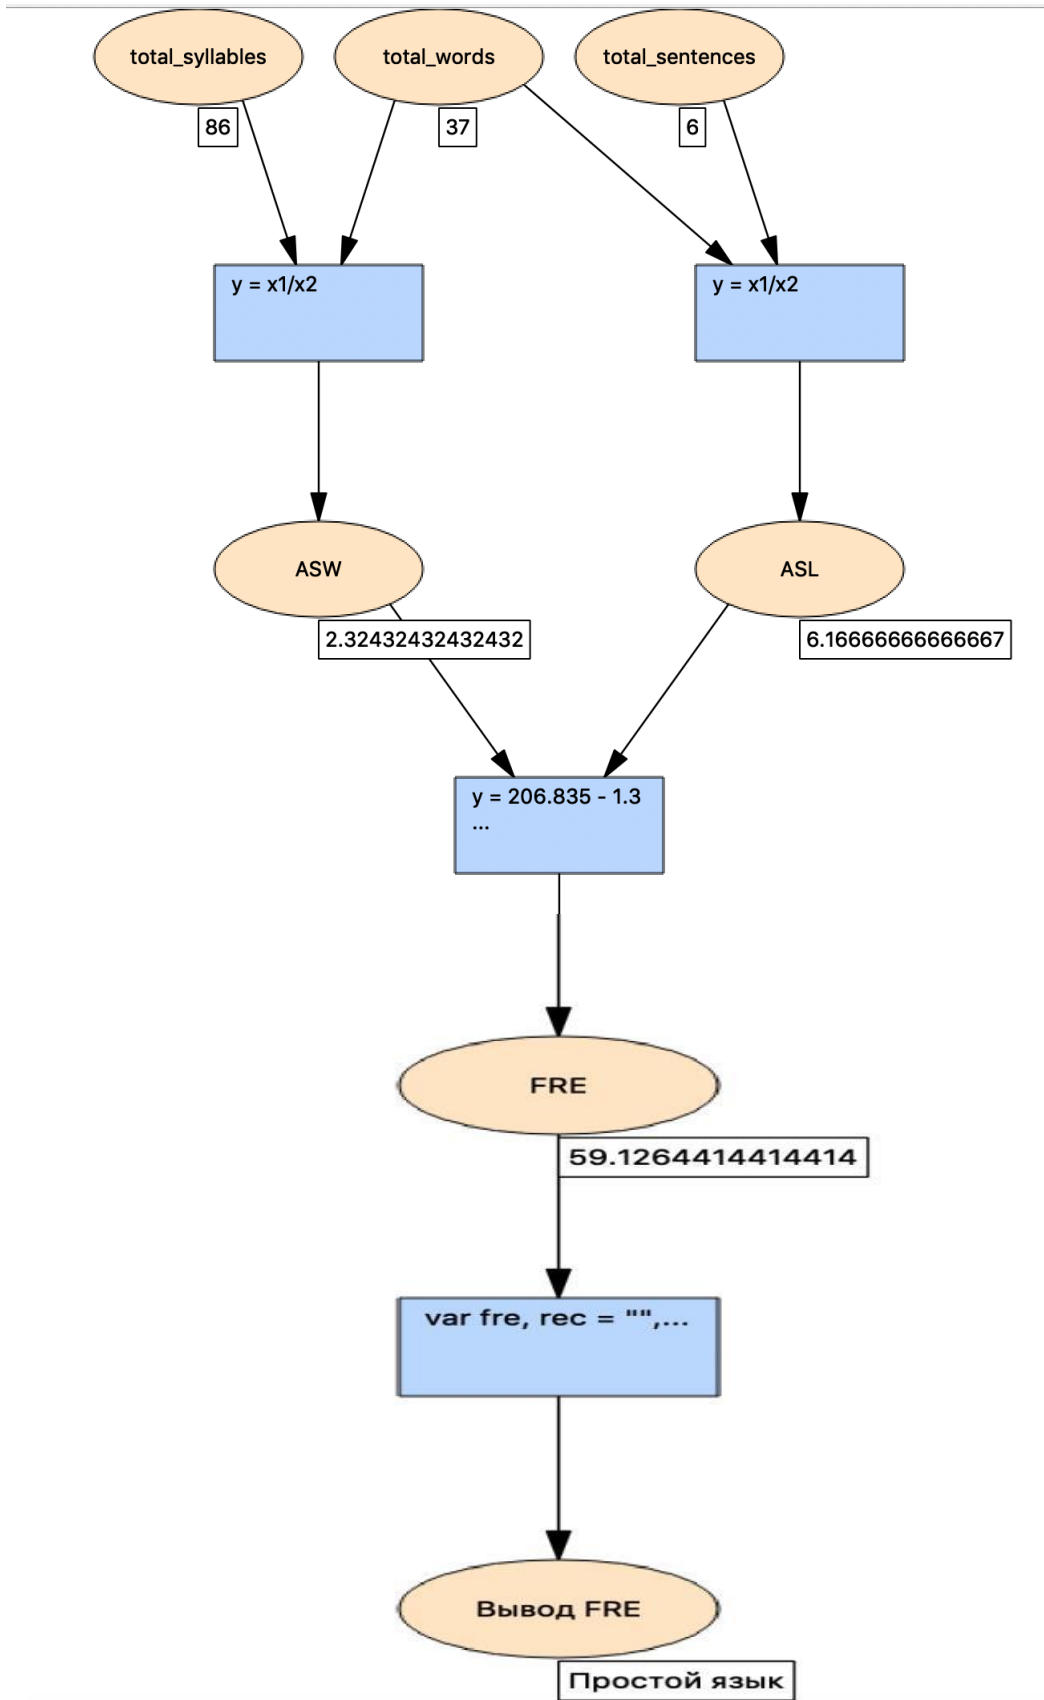 total_syllables
total_words
total_sentences
86
37
6
y = x1/x2
y = x1/x2
ASW
ASL
2.32432432432432
6.16666666666667
y = 206.835 - 1.3
...
FRE
59.1264414414414
var fre, rec = "",...
Вывод FRE
Простой язык